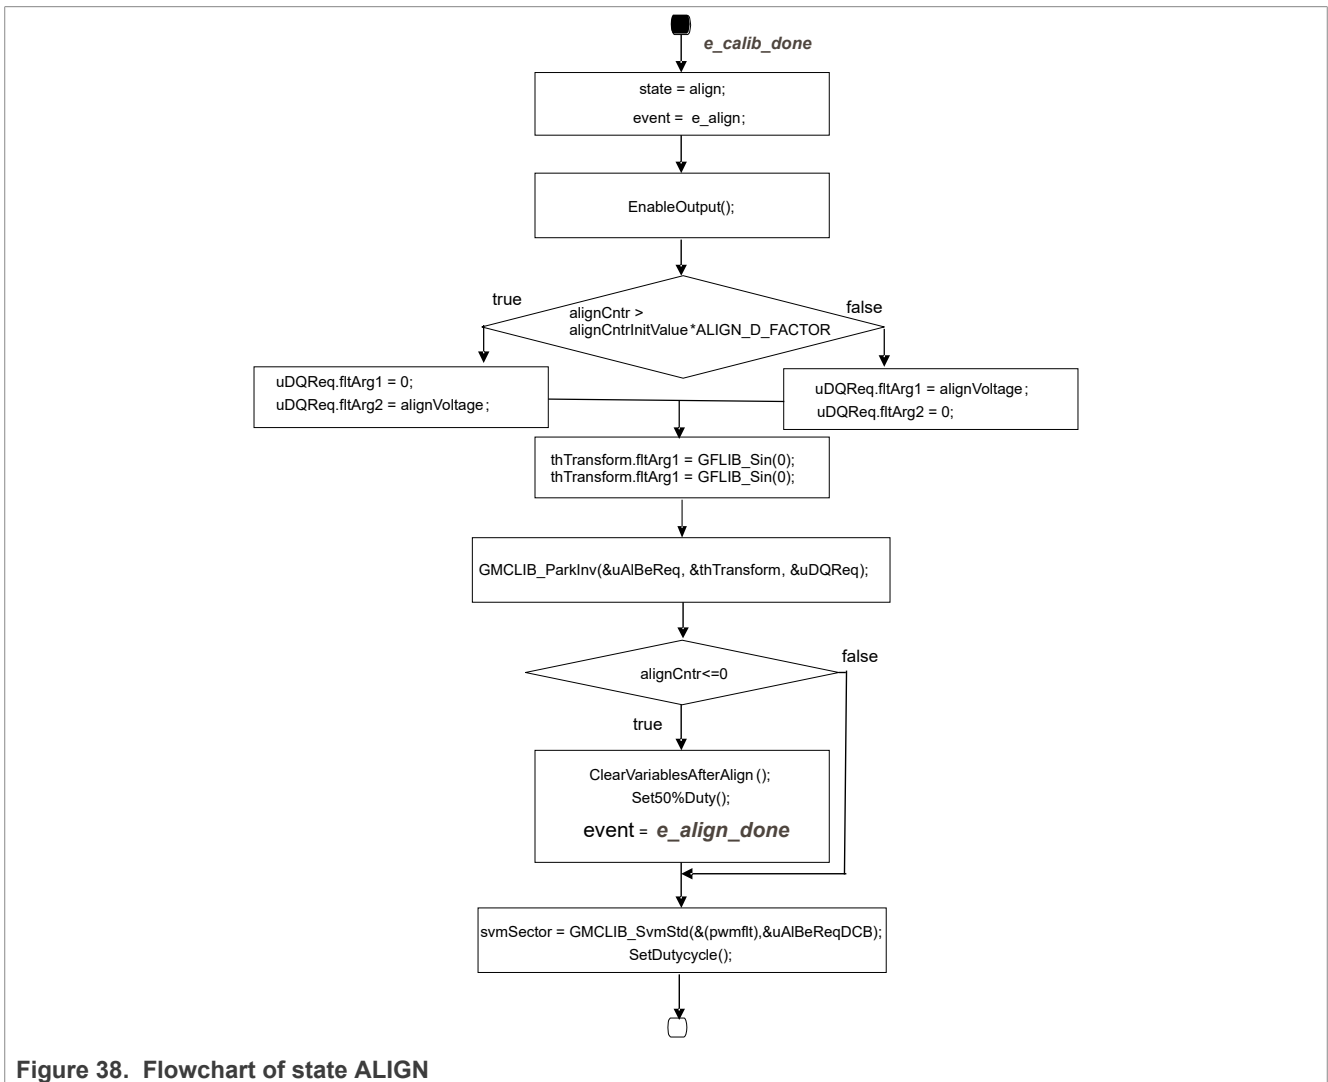 e_calib_done
state = align;
event = e_align;
EnableOutput();
true
false
alignCntr >
alignCntrInitValue*ALIGN_D_FACTOR
uDQReq.fltArg1 = 0;
uDQReq.fltArg2 = alignVoltage;
uDQReq.fltArg1 = alignVoltage;
uDQReq.fltArg2 = 0;
thTransform.fltArg1 = GFLIB_Sin(0);
thTransform.fltArg1 = GFLIB_Sin(0);
GMCLIB_ParkInv(&uAlBeReq, &thTransform, &uDQReq);
alignCntr<=0
false
true
ClearVariablesAfterAlign();
Set50%Duty();
event = e_align_done
svmSector = GMCLIB_SvmStd(&(pwmflt),&uAlBeReqDCB);
SetDutycycle();
Figure 38. Flowchart of state ALIGN